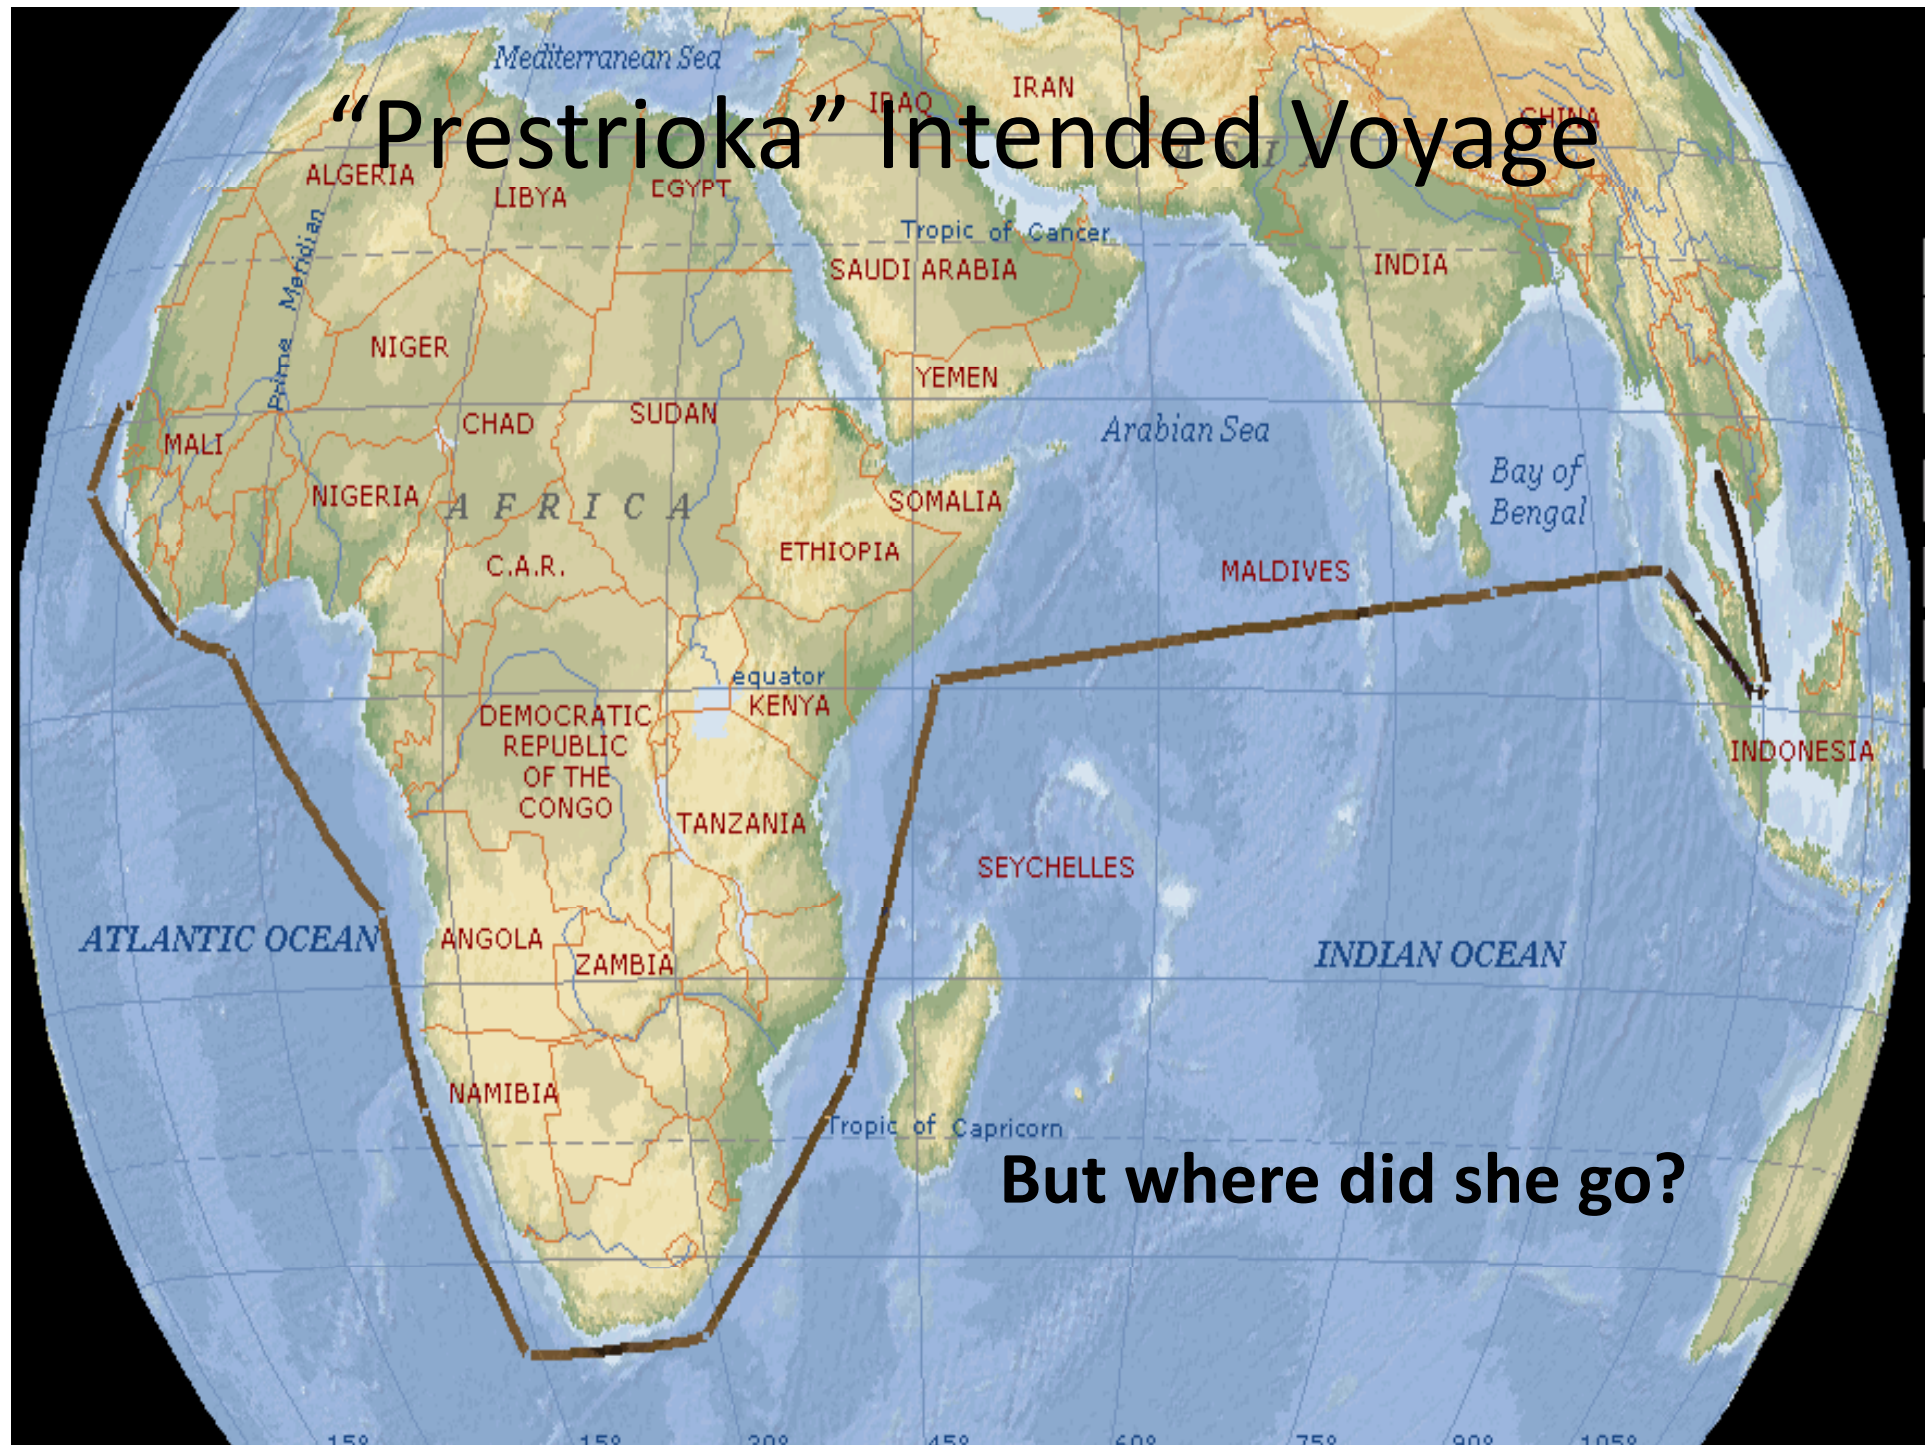 Mediterranean Sea
IRAN
IRAQ
CHINA
“Prestrioka” Intended Voyage
ASIA
ALGERIA
LIBYA
EGYPT
Prime Meridian
Tropic of Cancer
SAUDI ARABIA
INDIA
NIGER
YEMEN
CHAD
SUDAN
MALI
Arabian Sea
NIGERIA
AFRICA
SOMALIA
Bay of
Bengal
ETHIOPIA
C.A.R.
MALDIVES
equator
KENYA
DEMOCRATIC
REPUBLIC
OF THE
CONGO
INDONESIA
TANZANIA
SEYCHELLES
ATLANTIC OCEAN
ANGOLA
ZAMBIA
INDIAN OCEAN
NAMIBIA
Tropic of Capricorn
But where did she go?
15° 15° 30° 45° 60° 75° 90° 105°